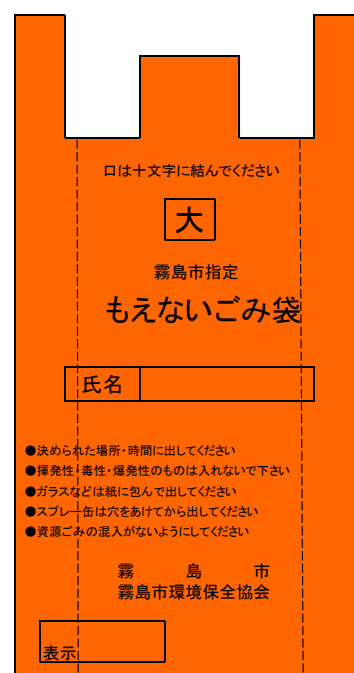 口は十文字に結んでください
大
霧島市指定
もえないごみ袋
氏名
●決められた場所・時間に出してください
●揮発性・毒性・爆発性のものは入れないで下さい
●ガラスなどは紙に包んで出してください
●スプレー缶は穴をあけてから出してください
●資源ごみの混入がないようにしてください
霧　島　市
霧島市環境保全協会
表示